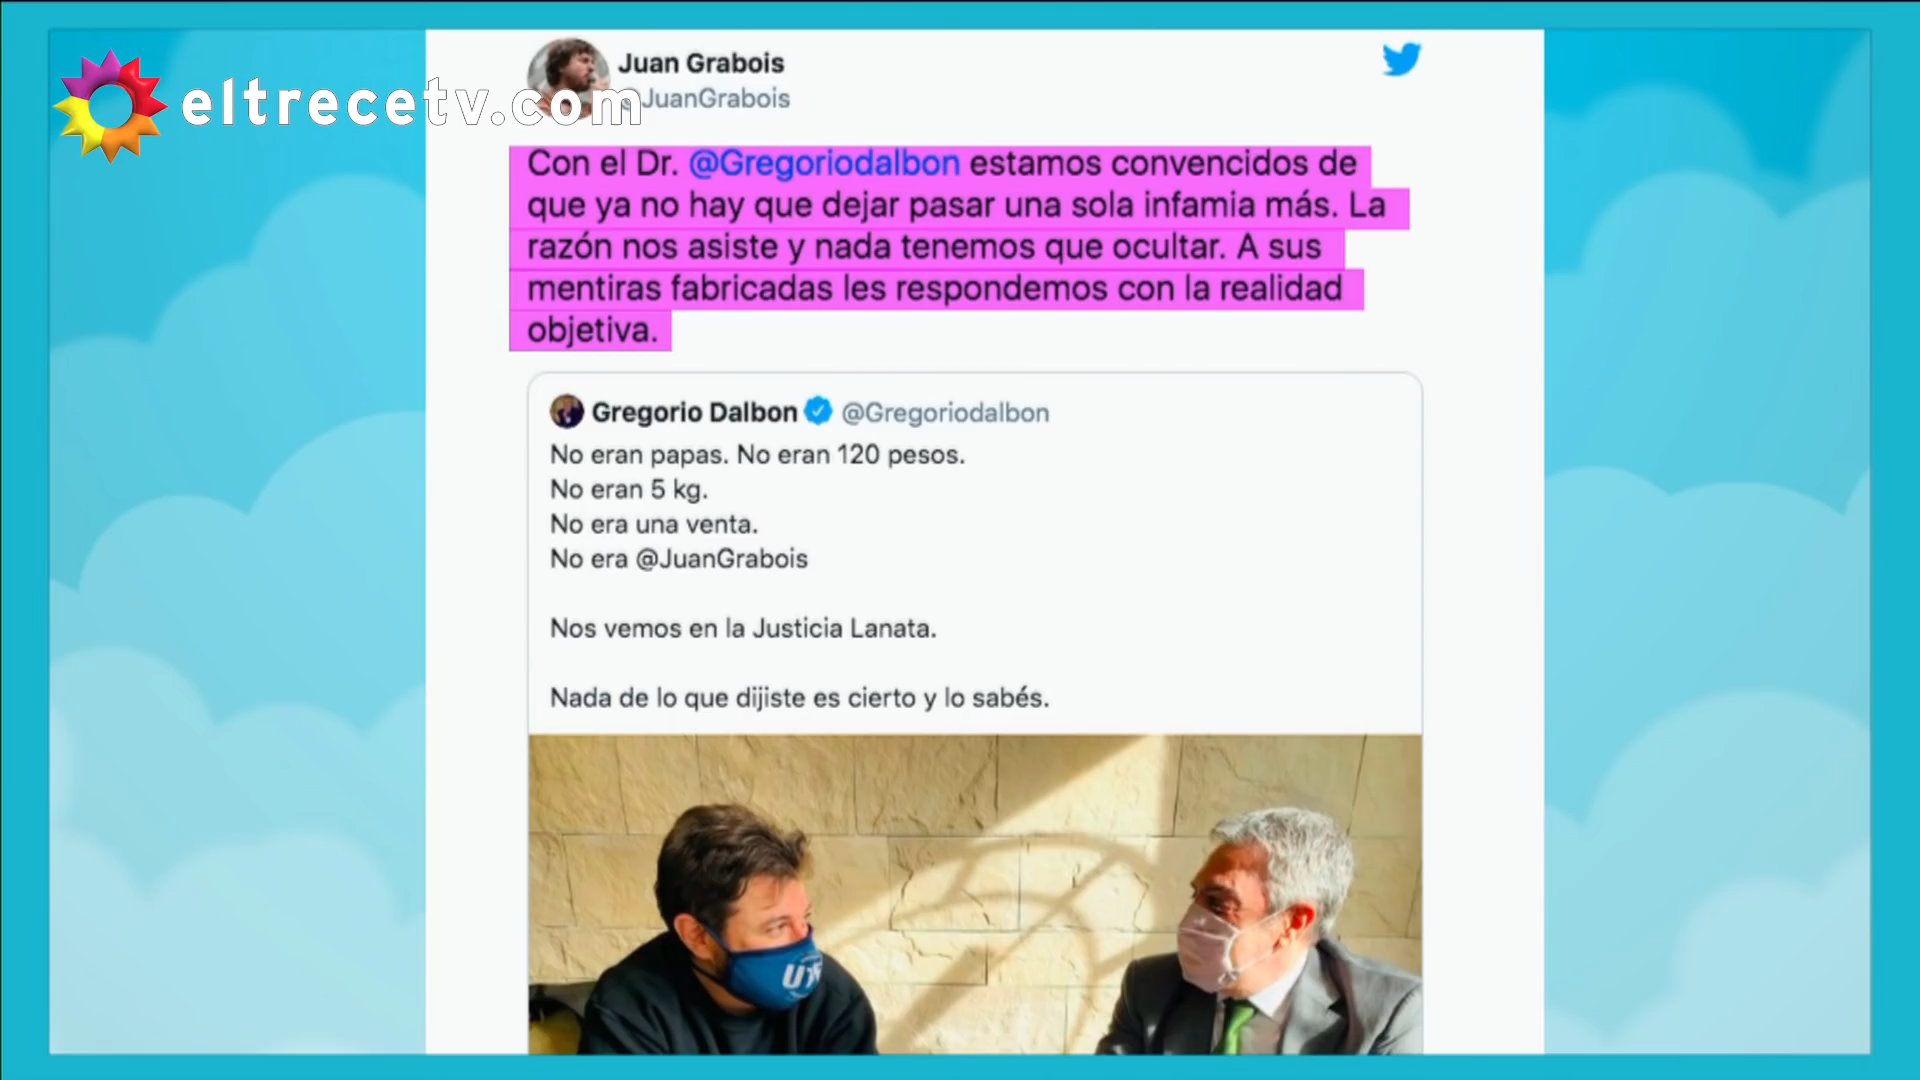 eltrecetv.com
Juan Grabois
@JuanGrabois
Con el Dr. @Gregoriodalbon estamos convencidos de
que ya no hay que dejar pasar una sola infamia más. La
razón nos asiste y nada tenemos que ocultar. A sus
mentiras fabricadas les respondemos con la realidad
objetiva.
Gregorio Dalbon @Gregoriodalbon
No eran papas. No eran 120 pesos.
No eran 5 kg.
No era una venta.
No era @JuanGrabois
Nos vemos en la Justicia Lanata.
Nada de lo que dijiste es cierto y lo sabés.